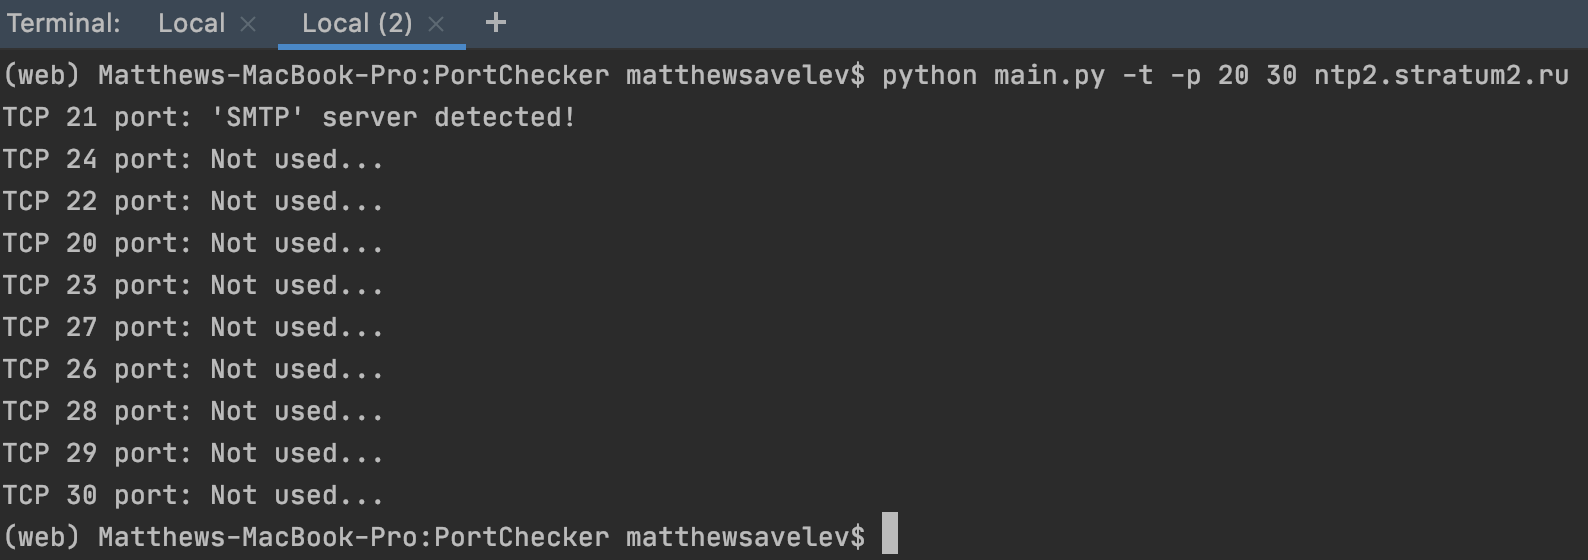 Terminal: Local × Local (2) × +
(web) Matthews-MacBook-Pro:PortChecker matthewsavelev$ python main.py -t -p 20 30 ntp2.stratum2.ru
TCP 21 port: 'SMTP' server detected!
TCP 24 port: Not used...
TCP 22 port: Not used...
TCP 20 port: Not used...
TCP 23 port: Not used...
TCP 27 port: Not used...
TCP 26 port: Not used...
TCP 28 port: Not used...
TCP 29 port: Not used...
TCP 30 port: Not used...
(web) Matthews-MacBook-Pro:PortChecker matthewsavelev$